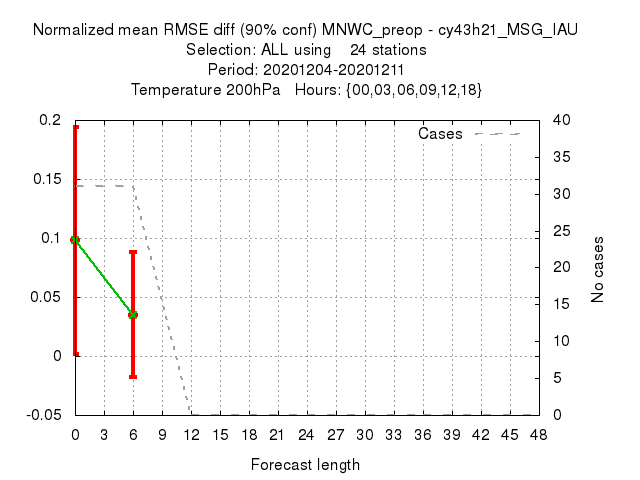 Normalized mean RMSE diff (90% conf) MNWC_preop - cy43h21_MSG_IAU
Selection: ALL using 24 stations
Period: 20201204-20201211
Temperature 200hPa Hours: {00,03,06,09,12,18}
0.2
0.15
0.1
0.05
0
-0.05
Cases
40
35
30
25
20
15
10
5
0
No cases
0 3 6 9 12 15 18 21 24 27 30 33 36 39 42 45 48
Forecast length